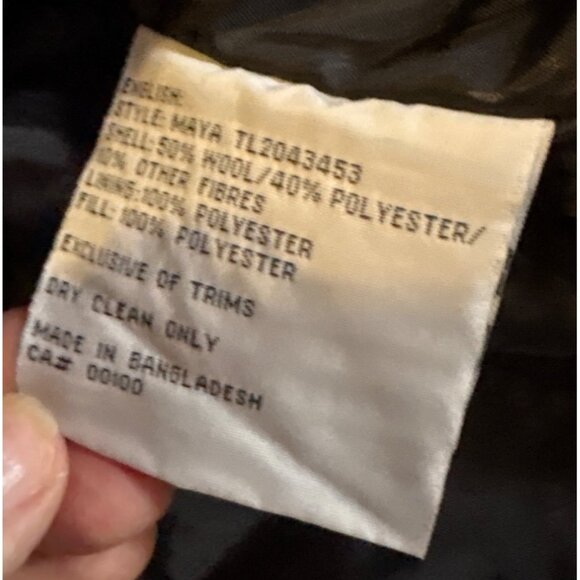 ENGLISH:
STYLE: MAYA TL2043453
SHELL: 50% WOOL/40% POLYESTER/
10% OTHER FIBRES
LINING: 100% POLYESTER
FILL: 100% POLYESTER
EXCLUSIVE OF TRIMS
DRY CLEAN ONLY
MADE IN BANGLADESH
CA# 00100